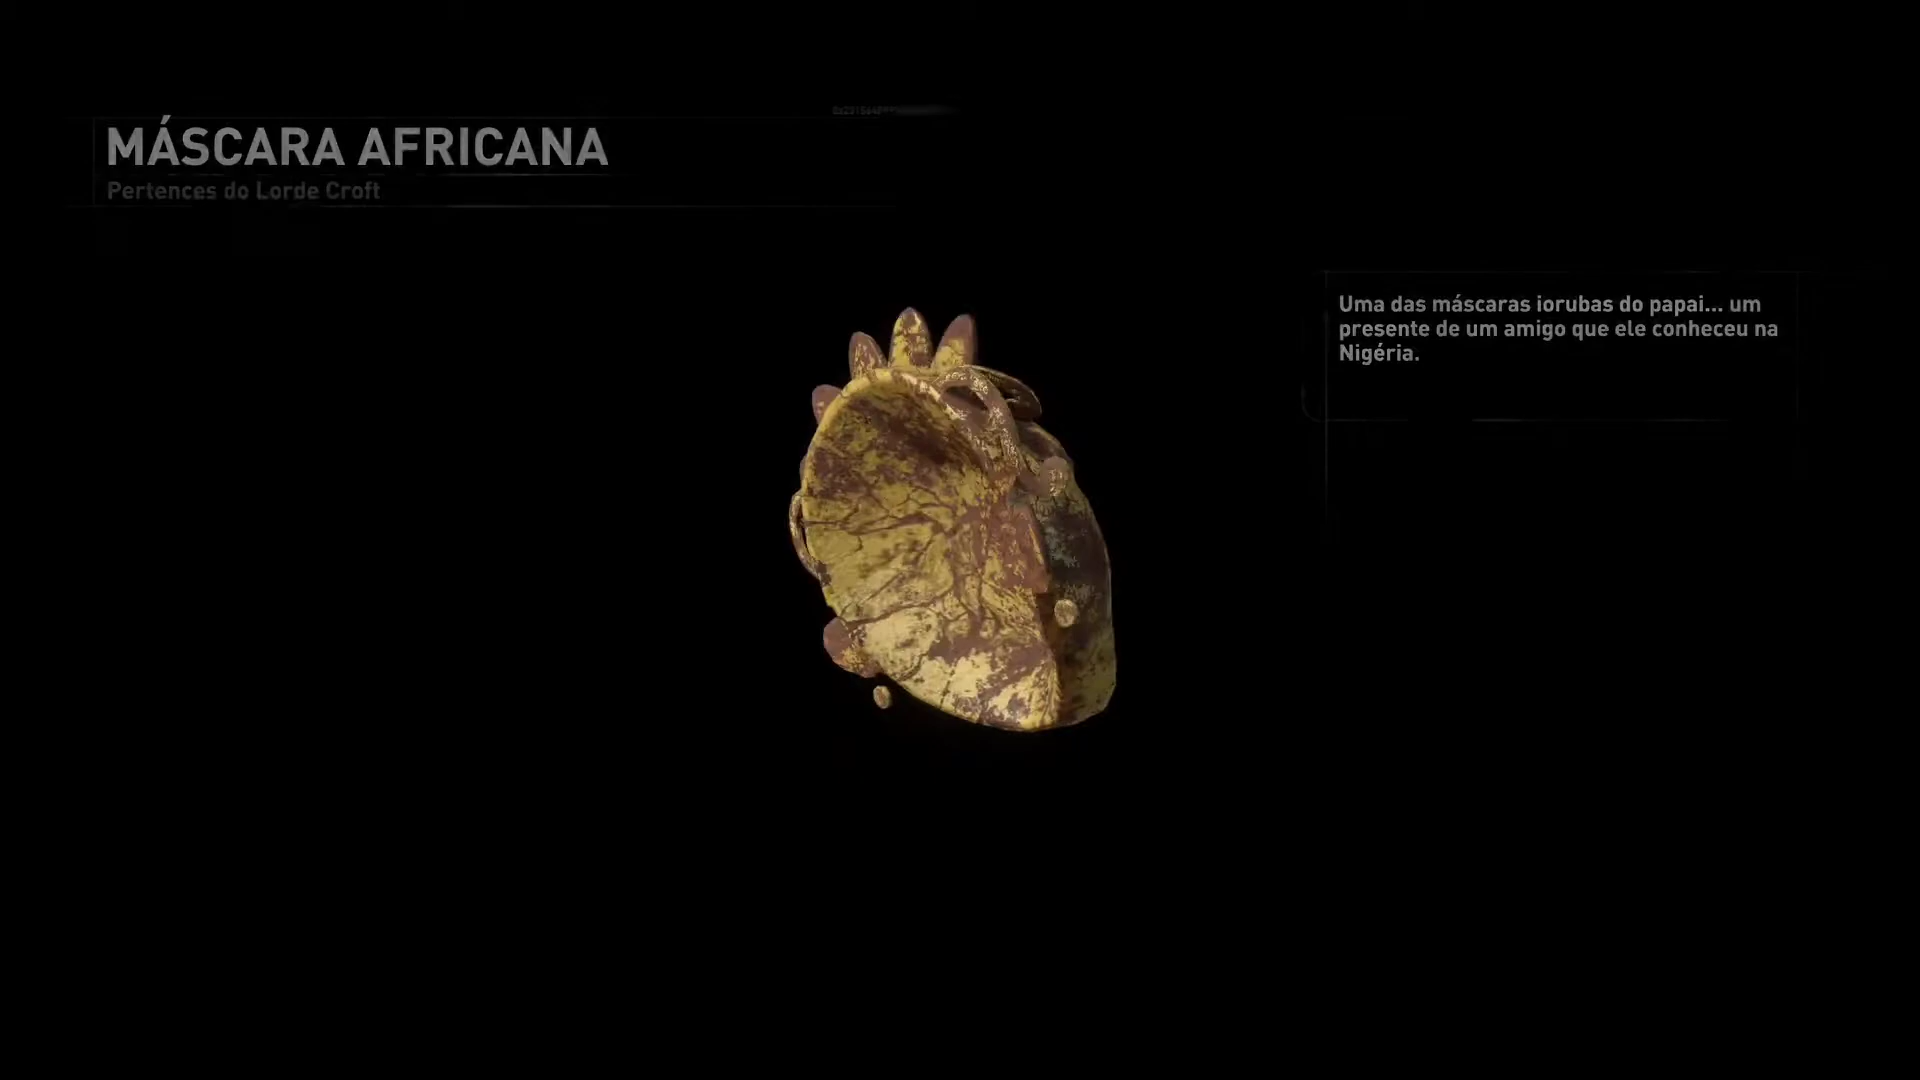 MÁSCARA AFRICANA
Pertences do Lorde Croft
Uma das máscaras iorubas do papai... um
presente de um amigo que ele conheceu na
Nigéria.